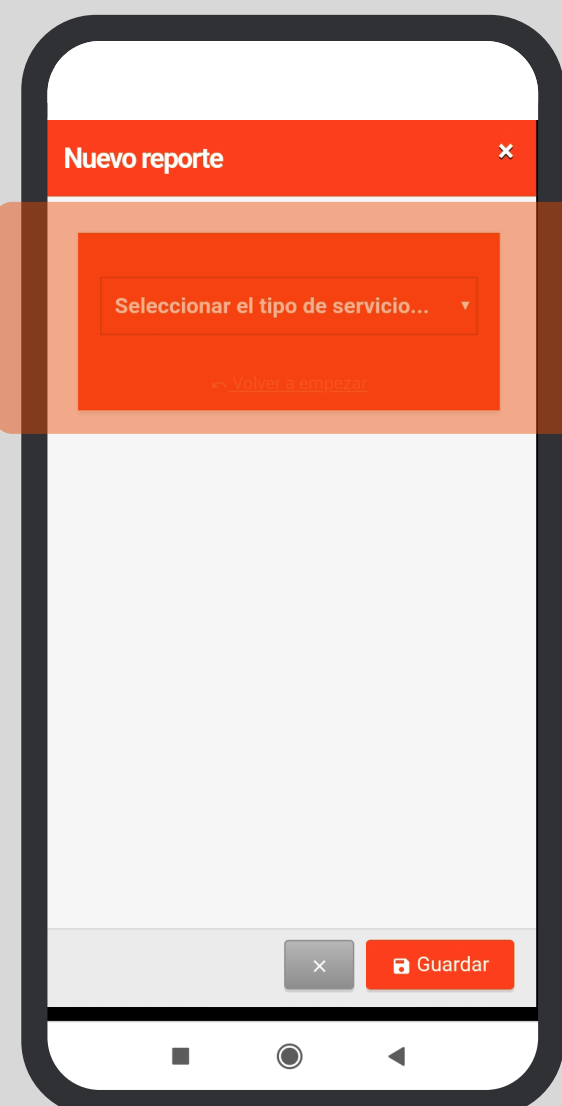 Nuevo reporte
Seleccionar el tipo de servicio...
Volver a empezar
Guardar